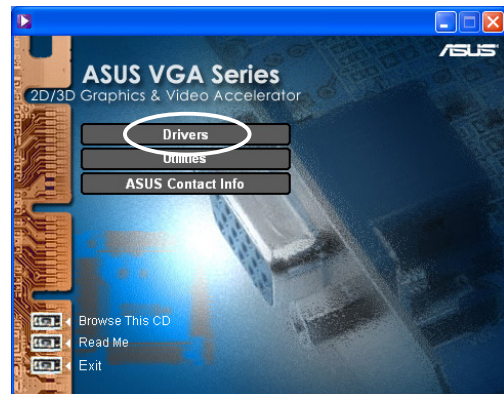 ASUS
ASUS VGA Series
2D/3D Graphics & Video Accelerator
Drivers
Utilities
ASUS Contact Info
Browse This CD
Read Me
Exit